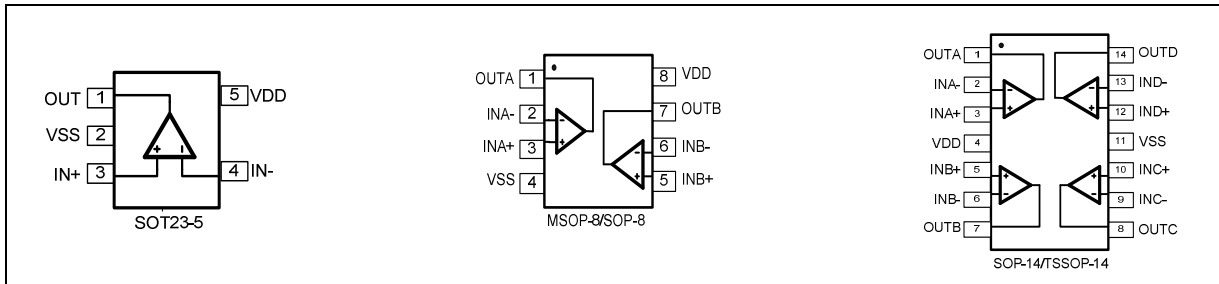 OUT 1
VSS 2
IN+ 3
5 VDD
4 IN-
+ -
SOT23-5
OUTA 1
INA- 2
INA+ 3
VSS 4
8 VDD
7 OUTB
6 INB-
5 INB+
- +
- +
MSOP-8/SOP-8
OUTA 1
INA- 2
INA+ 3
VDD 4
INB+ 5
INB- 6
OUTB 7
14 OUTD
13 IND-
12 IND+
11 VSS
10 INC+
9 INC-
8 OUTC
- +
- +
+ -
+ -
SOP-14/TSSOP-14